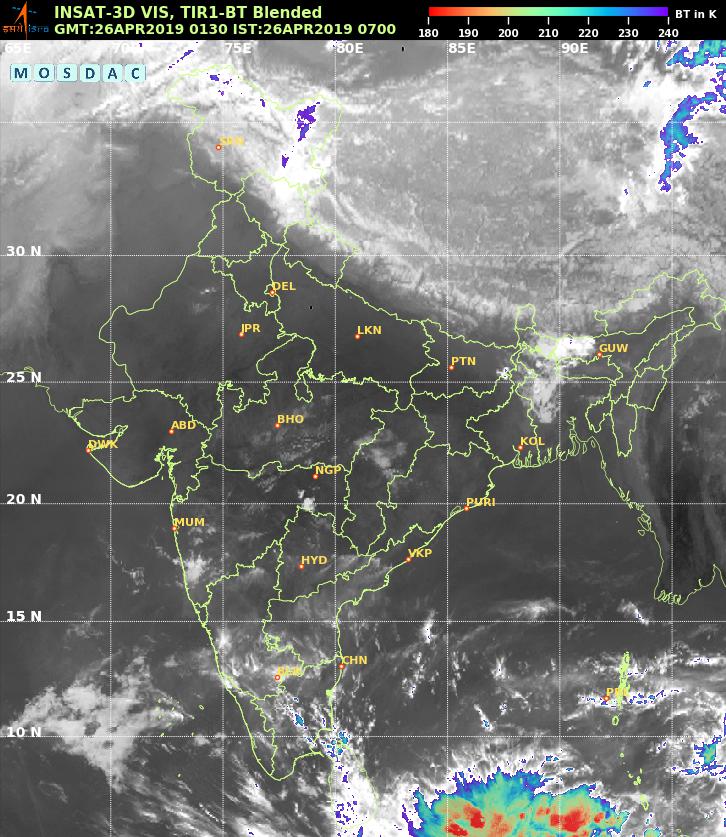 INSAT-3D VIS, TIR1-BT Blended
GMT:26APR2019 0130 IST:26APR2019 0700
BT in K
180 190 200 210 220 230 240
65E 70E 75E 80E 85E 90E
MOSDAC
SRN
30 N
DEL
JPR
LKN
GUW
PTN
25 N
ABD
BHO
DWK
KOL
NGP
20 N
PURI
MUM
VKP
HYD
15 N
CHN
BLR
PBL
10 N